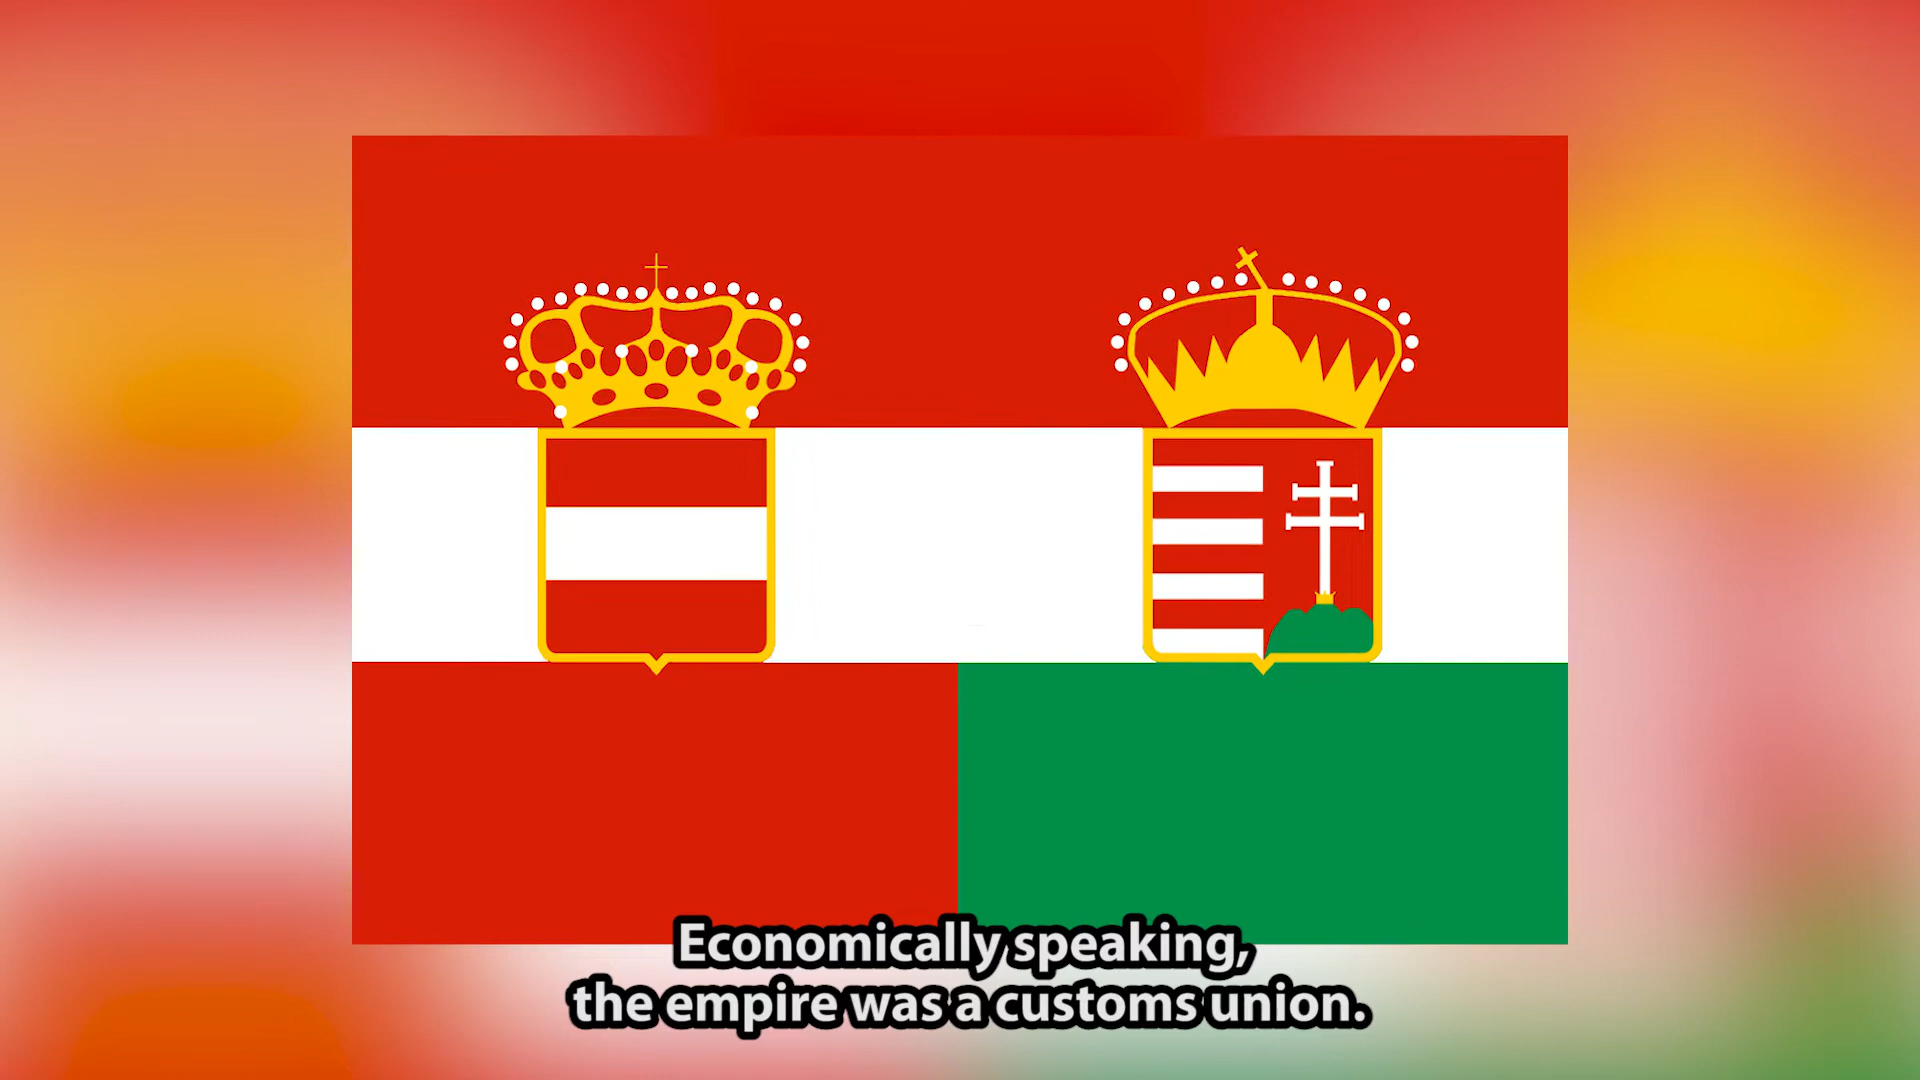 Economically speaking,
the empire was a customs union.